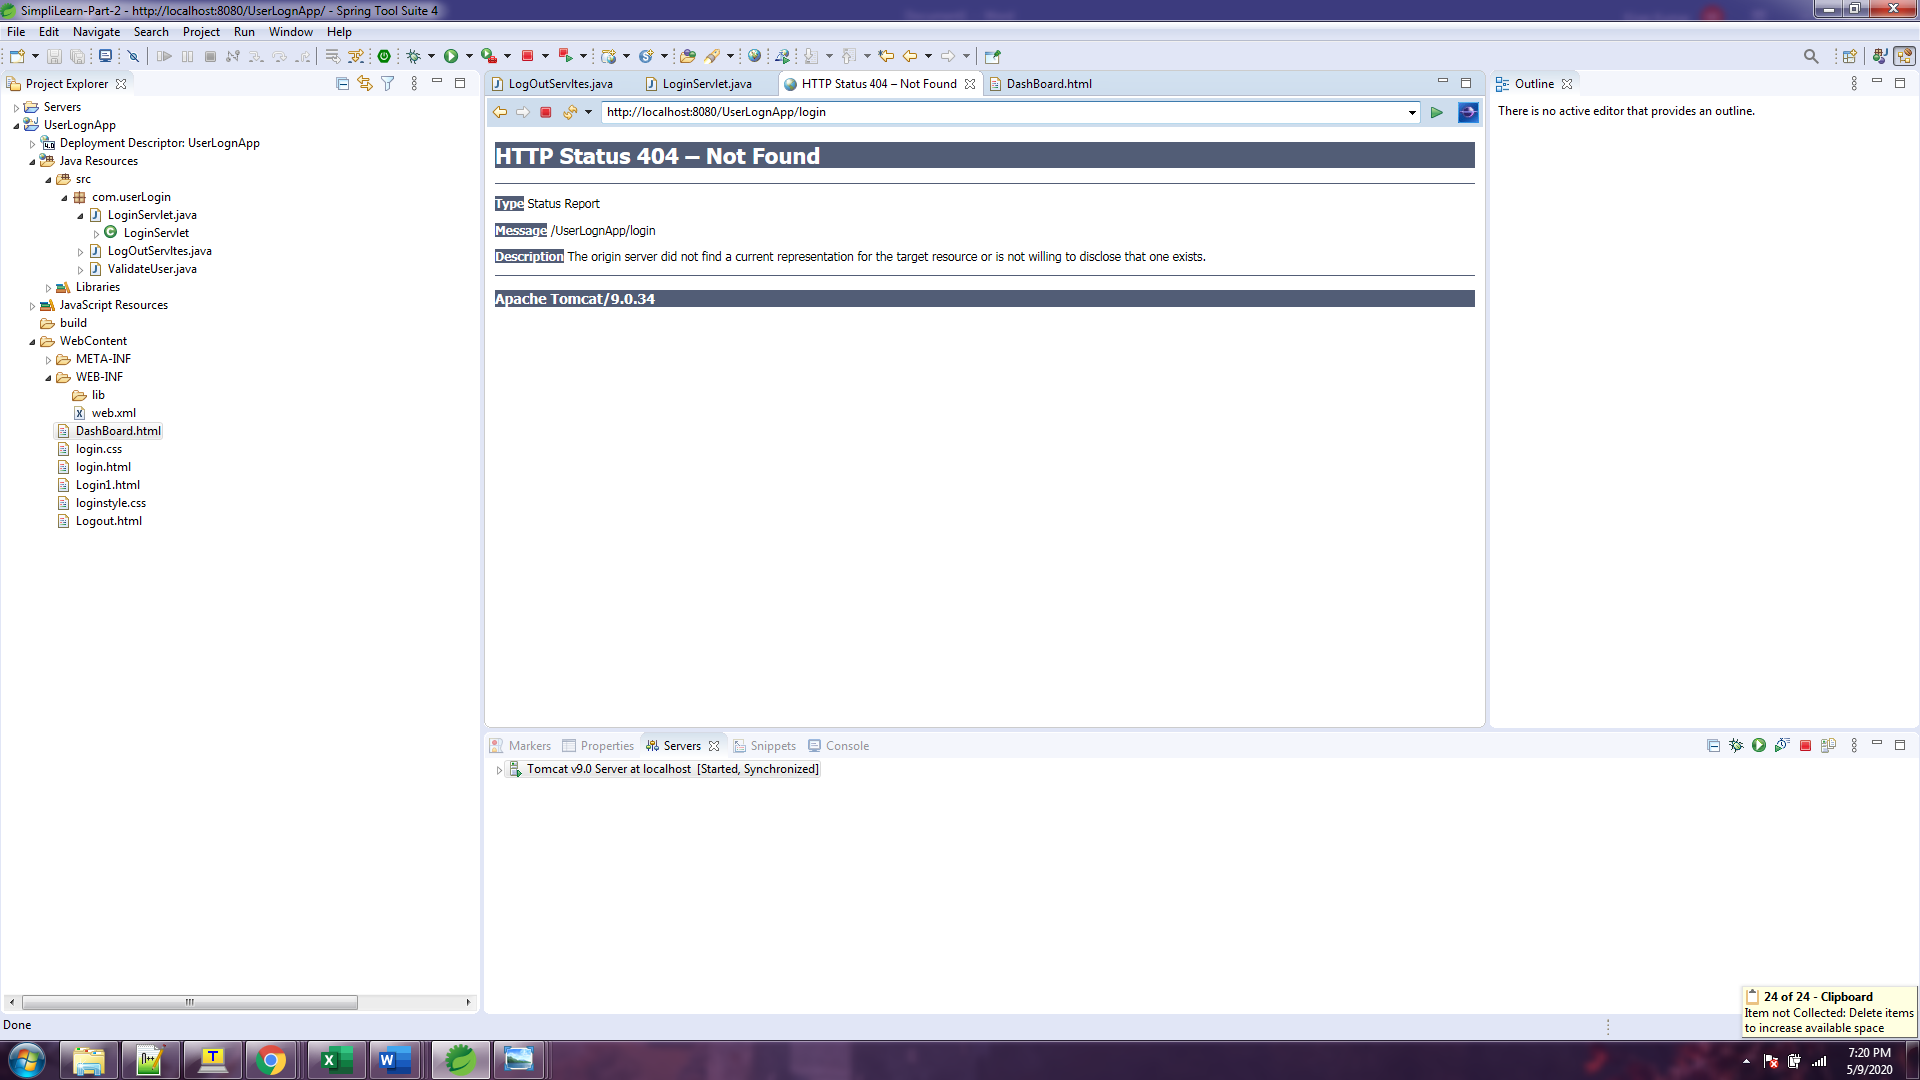 SimpliLearn-Part-2 - http://localhost:8080/UserLognApp/ - Spring Tool Suite 4
File Edit Navigate Search Project Run Window Help
Project Explorer
LogOutServltes.java LoginServlet.java HTTP Status 404 – Not Found DashBoard.html
Outline
Servers
UserLognApp
Deployment Descriptor: UserLognApp
Java Resources
src
com.userLogin
LoginServlet.java
LoginServlet
LogOutServltes.java
ValidateUser.java
Libraries
JavaScript Resources
build
WebContent
META-INF
WEB-INF
lib
web.xml
DashBoard.html
login.css
login.html
Login1.html
loginstyle.css
Logout.html
http://localhost:8080/UserLognApp/login
HTTP Status 404 – Not Found
Type Status Report
Message /UserLognApp/login
Description The origin server did not find a current representation for the target resource or is not willing to disclose that one exists.
Apache Tomcat/9.0.34
There is no active editor that provides an outline.
Markers Properties Servers Snippets Console
Tomcat v9.0 Server at localhost [Started, Synchronized]
24 of 24 - Clipboard
Item not Collected: Delete items
to increase available space
Done
7:20 PM
5/9/2020